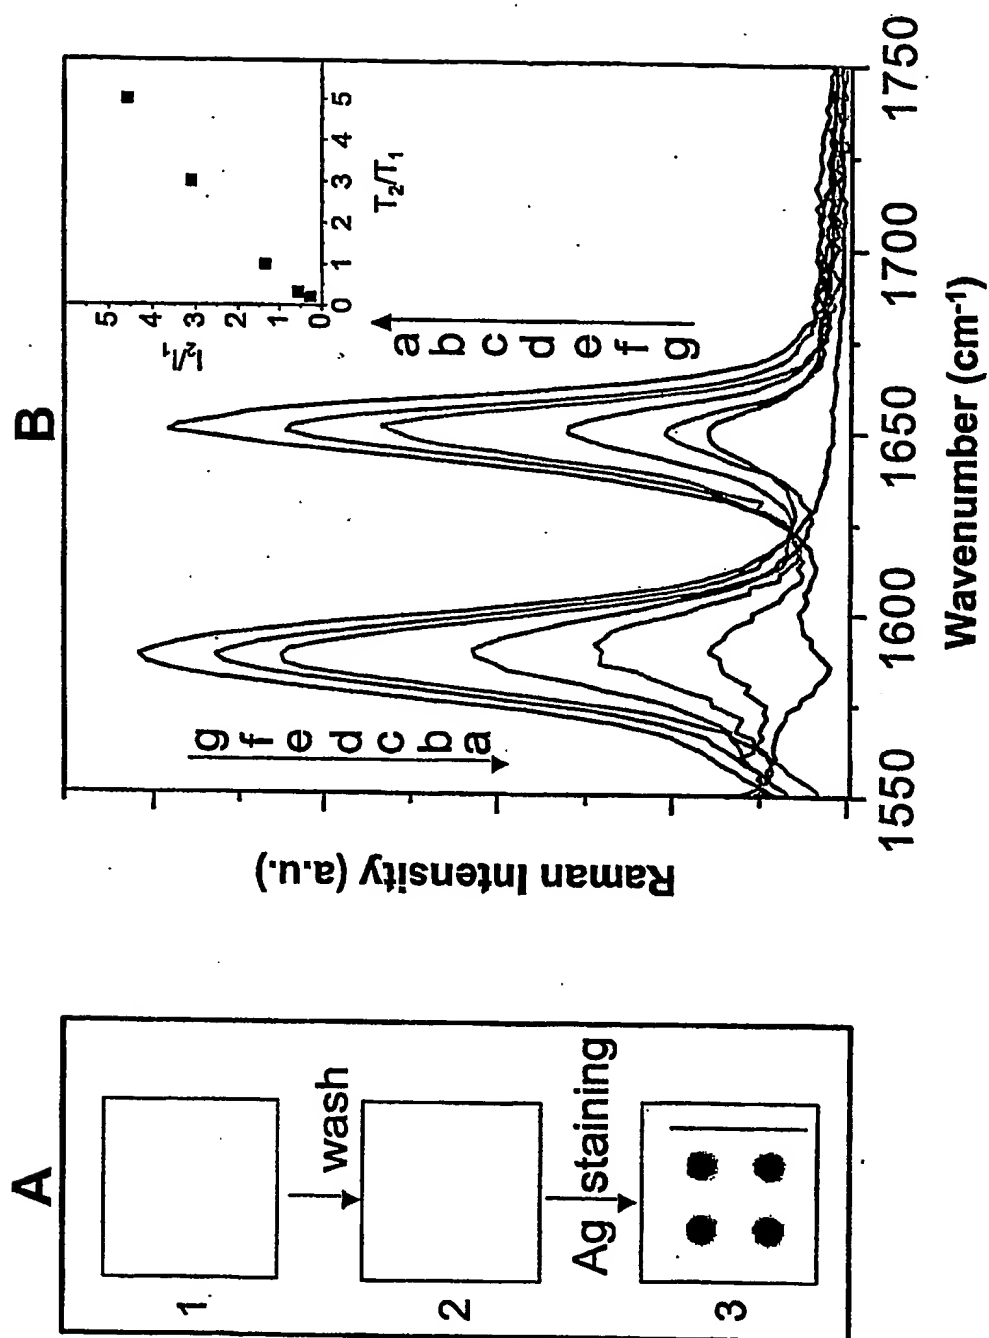 A
1
wash
2
Ag staining
3
B
Raman Intensity (a.u.)
g
f
e
d
c
b
a
I2/I1
5
4
3
2
1
0
0 1 2 3 4 5
T2/T1
a
b
c
d
e
f
g
1550 1600 1650 1700 1750
Wavenumber (cm-1)